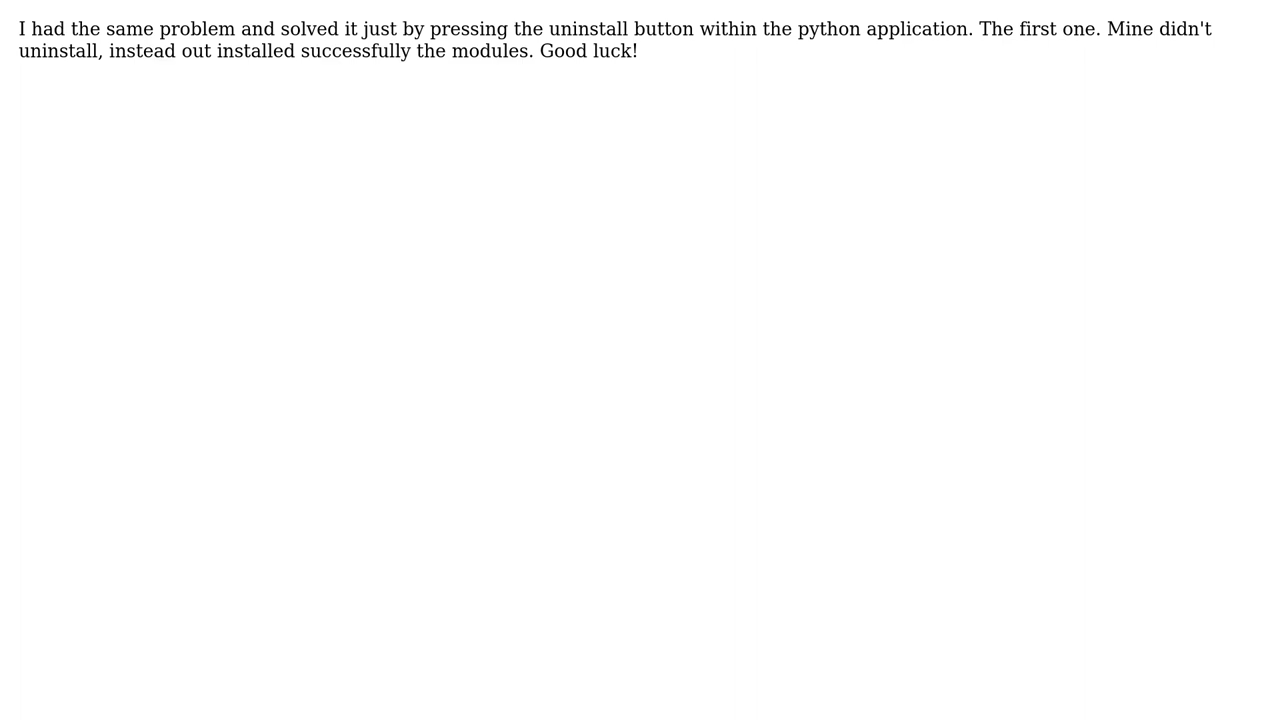 I had the same problem and solved it just by pressing the uninstall button within the python application. The first one. Mine didn't
uninstall, instead out installed successfully the modules. Good luck!